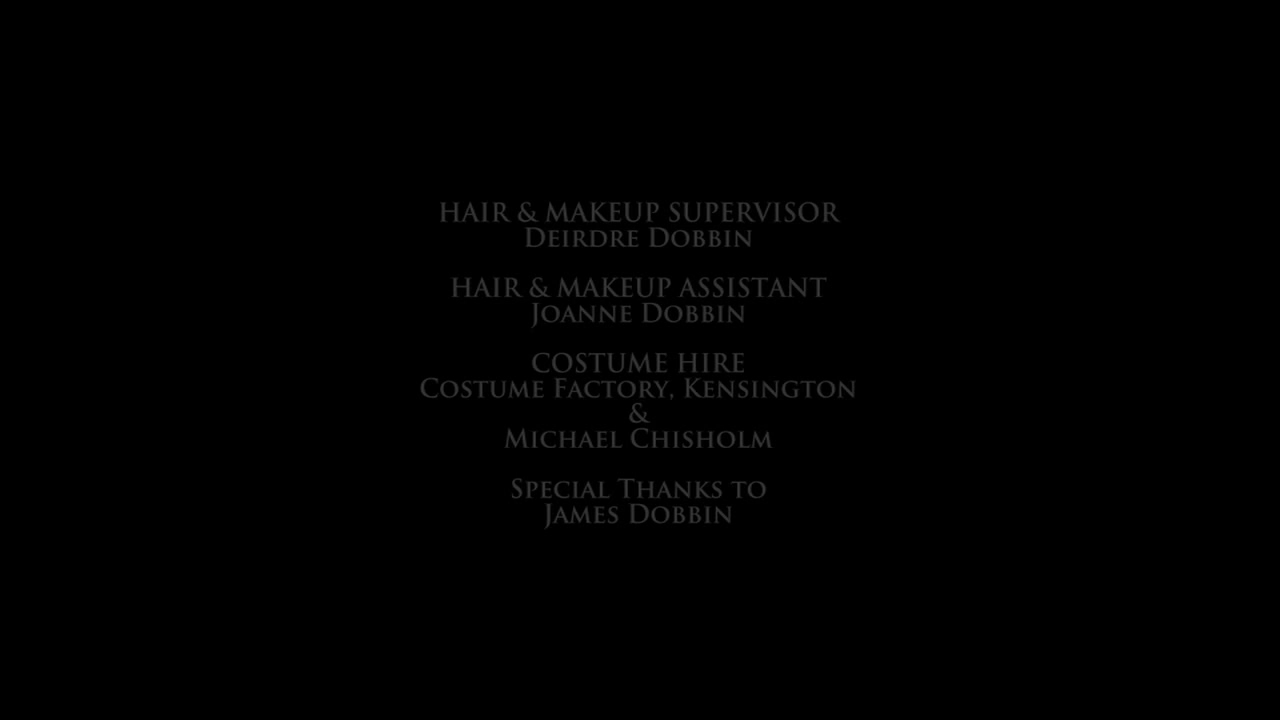 HAIR & MAKEUP SUPERVISOR
Deirdre Dobbin
HAIR & MAKEUP ASSISTANT
Joanne Dobbin
COSTUME HIRE
Costume Factory, Kensington
&
Michael Chisholm
Special Thanks to
James Dobbin